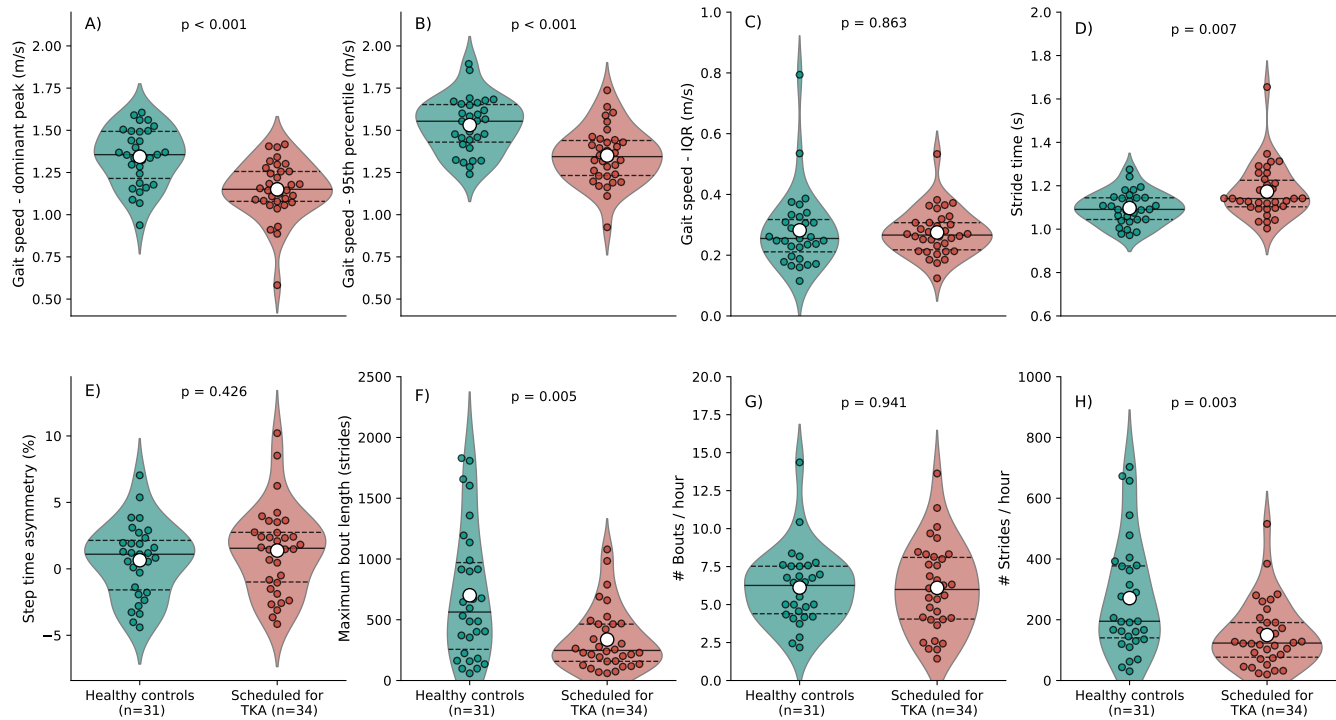 A)
p < 0.001
Gait speed - dominant peak (m/s)
2.00
1.75
1.50
1.25
1.00
0.75
0.50
B)
p < 0.001
Gait speed - 95th percentile (m/s)
2.00
1.75
1.50
1.25
1.00
0.75
0.50
C)
p = 0.863
Gait speed - IQR (m/s)
1.0
0.8
0.6
0.4
0.2
0.0
D)
p = 0.007
Stride time (s)
2.0
1.8
1.6
1.4
1.2
1.0
0.8
0.6
E)
p = 0.426
Step time asymmetry (%)
10
5
0
−5
Healthy controls
(n=31)
Scheduled for
TKA (n=34)
F)
p = 0.005
Maximum bout length (strides)
2500
2000
1500
1000
500
0
Healthy controls
(n=31)
Scheduled for
TKA (n=34)
G)
p = 0.941
# Bouts / hour
20.0
17.5
15.0
12.5
10.0
7.5
5.0
2.5
0.0
Healthy controls
(n=31)
Scheduled for
TKA (n=34)
H)
p = 0.003
# Strides / hour
1000
800
600
400
200
0
Healthy controls
(n=31)
Scheduled for
TKA (n=34)